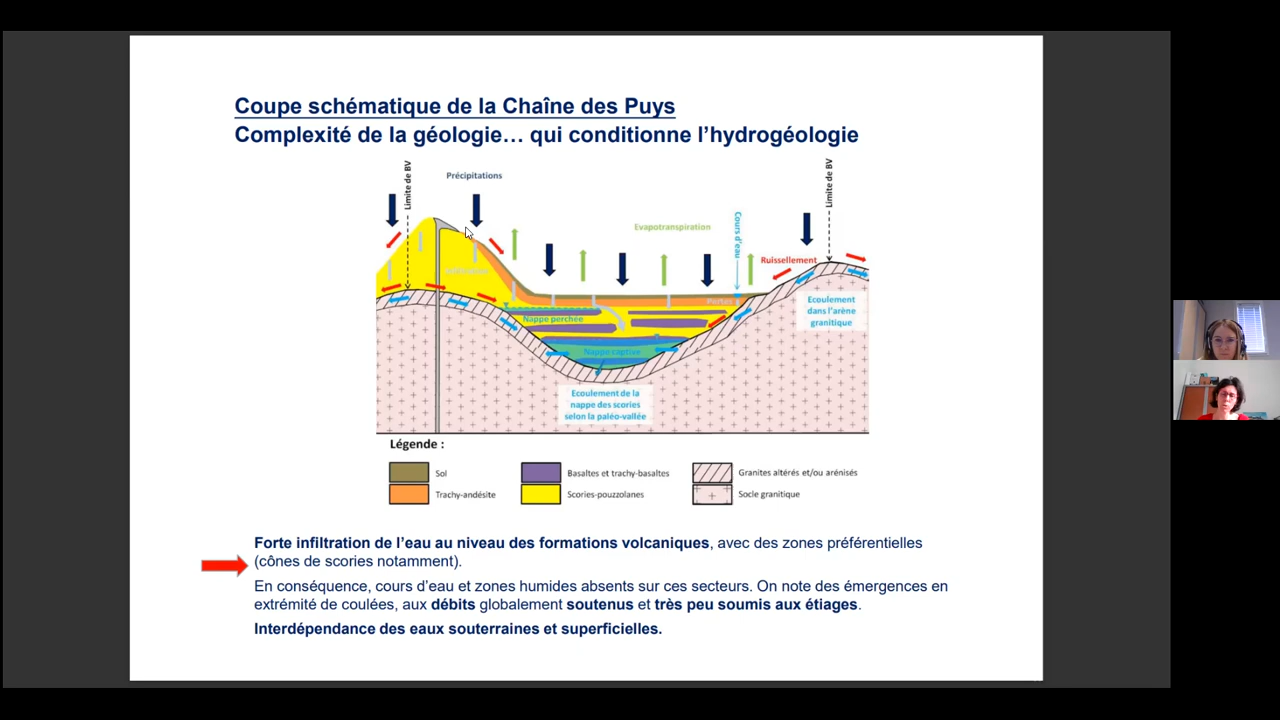 Coupe schématique de la Chaîne des Puys
Complexité de la géologie… qui conditionne l’hydrogéologie
Limite de BV
Précipitations
Limite de BV
Evapotranspiration
Cours d'eau
Ruissellement
Pertes
Ecoulement
dans l'arène
granitique
Nappe perchée
Nappe captive
Ecoulement de la
nappe des scories
selon la paléo-vallée
Légende :
Sol
Basaltes et trachy-basaltes
Granites altérés et/ou arénisés
Trachy-andésite
Scories-pouzzolanes
Socle granitique
Forte infiltration de l’eau au niveau des formations volcaniques, avec des zones préférentielles
(cônes de scories notamment).
En conséquence, cours d’eau et zones humides absents sur ces secteurs. On note des émergences en
extrémité de coulées, aux débits globalement soutenus et très peu soumis aux étiages.
Interdépendance des eaux souterraines et superficielles.